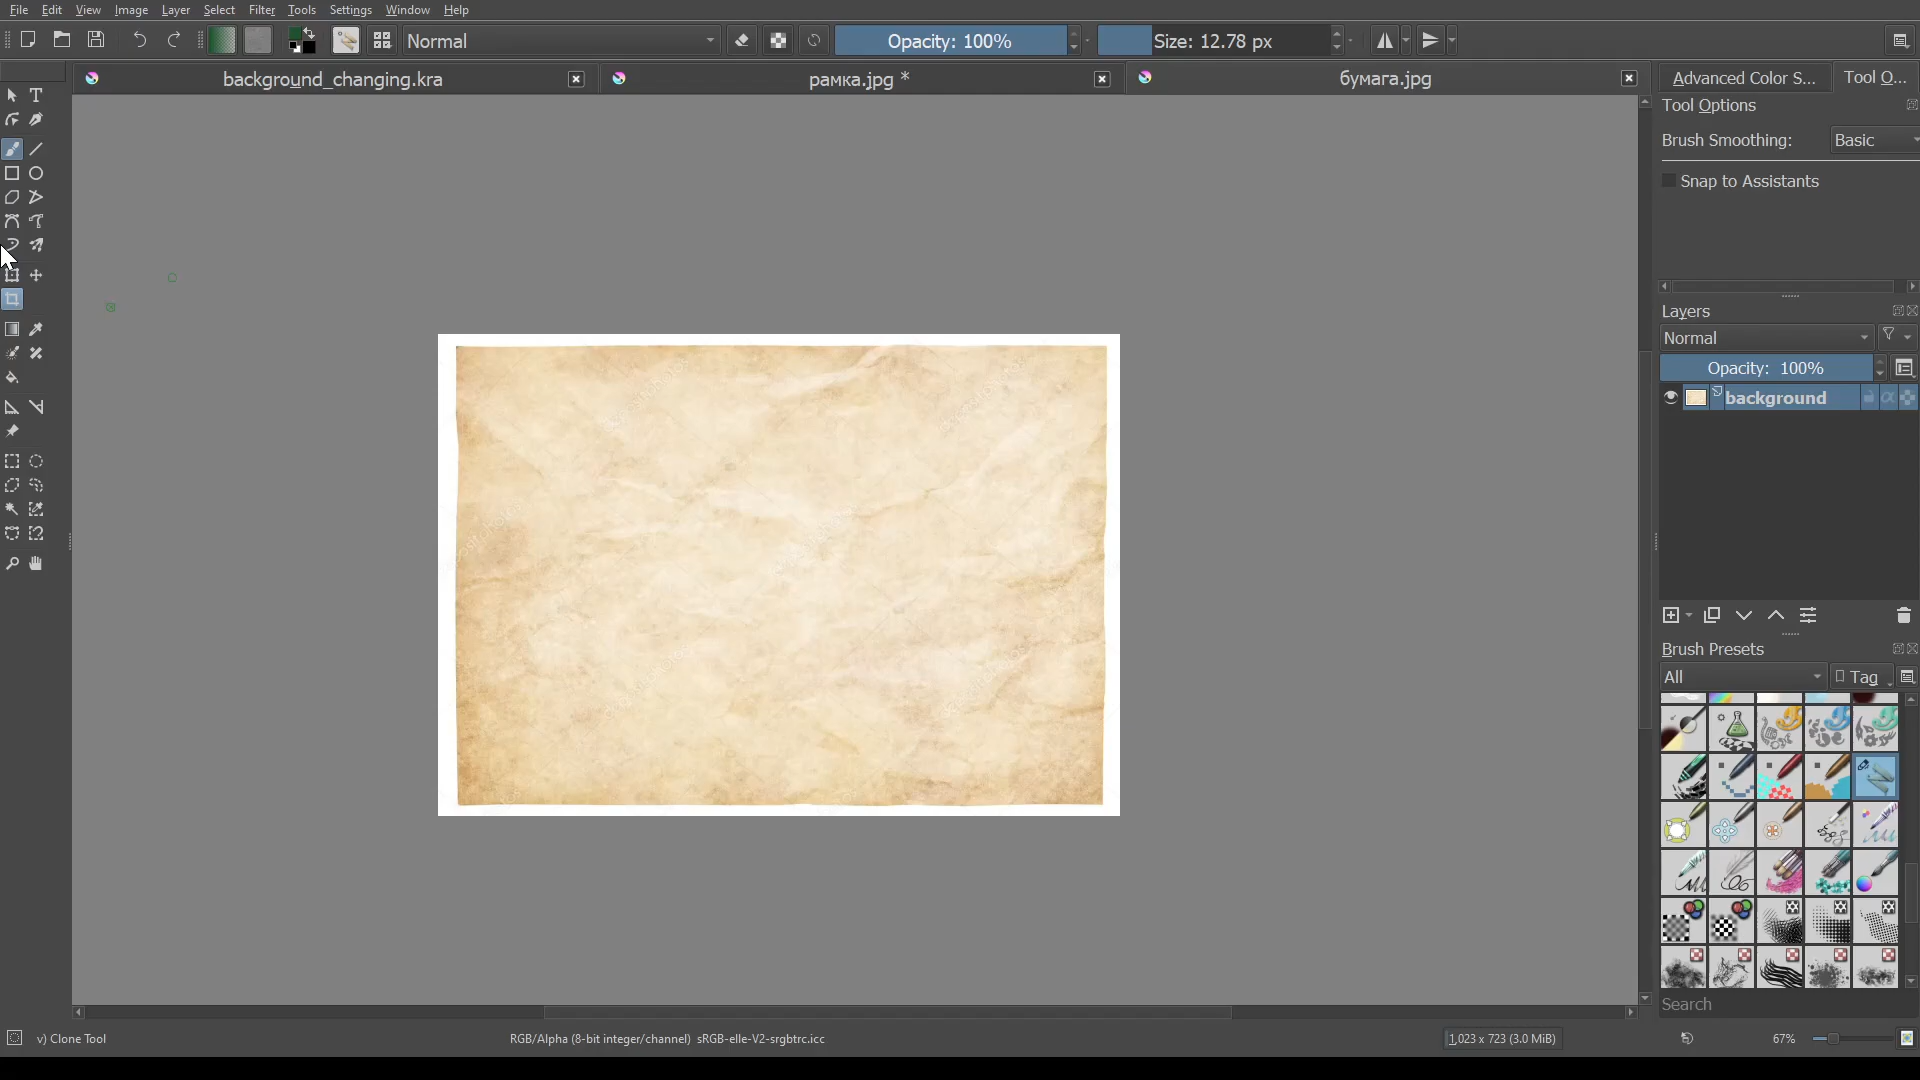 File Edit View Image Layer Select Filter Tools Settings Window Help
Normal Opacity: 100% Size: 12.78 px
background_changing.kra рамка.jpg * бумага.jpg Advanced Color S... Tool O...
Tool Options
Brush Smoothing: Basic
Snap to Assistants
Layers
Normal
Opacity: 100%
background
Brush Presets
All Tag
Search
v) Clone Tool RGB/Alpha (8-bit integer/channel) sRGB-elle-V2-srgbtrc.icc 1,023 x 723 (3.0 MiB) 67%